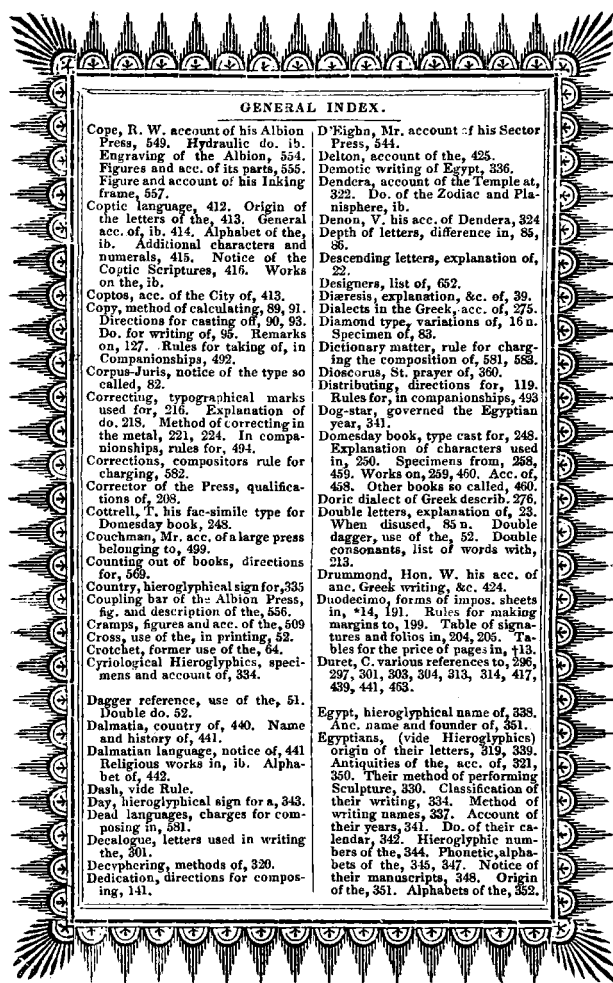 GENERAL INDEX.
Cope, R. W. account of his Albion
Press, 549. Hydraulic do. ib.
Engraving of the Albion, 554.
Figures and acc. of its parts, 555.
Figure and account of his Inking
frame, 557.
Coptic language, 412. Origin of
the letters of the, 413. General
acc. of, ib. 414. Alphabet of the,
ib. Additional characters and
numerals, 415. Notice of the
Coptic Scriptures, 416. Works
on the, ib.
Coptos, acc. of the City of, 413.
Copy, method of calculating, 89, 91.
Directions for casting off, 90, 93.
Do. for writing of, 95. Remarks
on, 127. Rules for taking of, in
Companionships, 492.
Corpus-Juris, notice of the type so
called, 82.
Correcting, typographical marks
used for, 216. Explanation of
do. 218. Method of correcting in
the metal, 221, 224. In compa-
nionships, rules for, 494.
Corrections, compositors rule for
charging, 582.
Corrector of the Press, qualifica-
tions of, 208.
Cottrell, T. his fac-simile type for
Domesday book, 248.
Couchman, Mr. acc. of a large press
belonging to, 499.
Counting out of books, directions
for, 569.
Country, hieroglyphical sign for, 335
Coupling bar of the Albion Press,
fig. and description of the, 556.
Cramps, figures and acc. of the, 509
Cross, use of the, in printing, 52.
Crotchet, former use of the, 64.
Cyriological Hieroglyphics, speci-
mens and account of, 334.
Dagger reference, use of the, 51.
Double do. 52.
Dalmatia, country of, 440. Name
and history of, 441.
Dalmatian language, notice of, 441
Religious works in, ib. Alpha-
bet of, 442.
Dash, vide Rule.
Day, hieroglyphical sign for a, 343.
Dead languages, charges for com-
posing in, 581.
Decalogue, letters used in writing
the, 301.
Decyphering, methods of, 320.
Dedication, directions for compos-
ing, 141.
D'Eighn, Mr. account of his Sector
Press, 544.
Delton, account of the, 425.
Demotic writing of Egypt, 336.
Dendera, account of the Temple at,
322. Do. of the Zodiac and Pla-
nisphere, ib.
Denon, V. his acc. of Dendera, 324
Depth of letters, difference in, 85,
86.
Descending letters, explanation of,
22.
Designers, list of, 652.
Diæresis, explanation, &c. of, 39.
Dialects in the Greek, acc. of, 275.
Diamond type, variations of, 16 n.
Specimen of, 83.
Dictionary matter, rule for charg-
ing the composition of, 581, 583.
Dioscorus, St. prayer of, 360.
Distributing, directions for, 119.
Rules for, in companionships, 493
Dog-star, governed the Egyptian
year, 341.
Domesday book, type cast for, 248.
Explanation of characters used
in, 250. Specimens from, 258,
459. Works on, 259, 460. Acc. of,
458. Other books so called, 460.
Doric dialect of Greek describ. 276,
Double letters, explanation of, 23.
When disused, 85 n. Double
dagger, use of the, 52. Double
consonants, list of words with,
213.
Drummond, Hon. W. his acc. of
anc. Greek writing, &c. 424.
Duodecimo, forms of impos. sheets
in, *14, 191. Rules for making
margins to, 199. Table of signa-
tures and folios in, 204, 205. Ta-
bles for the price of pages in, †13.
Duret, C. various references to, 296,
297, 301, 303, 304, 313, 314, 417,
439, 441, 463.
Egypt, hieroglyphical name of, 338.
Anc. name and founder of, 351.
Egyptians, (vide Hieroglyphics)
origin of their letters, 319, 339.
Antiquities of the, acc. of, 321,
350. Their method of performing
Sculpture, 330. Classification of
their writing, 334. Method of
writing names, 337. Account of
their years, 341. Do. of their ca-
lendar, 342. Hieroglyphic num-
bers of the, 344. Phonetic, alpha-
bets of the, 345, 347. Notice of
their manuscripts, 348. Origin
of the, 351. Alphabets of the, 352.